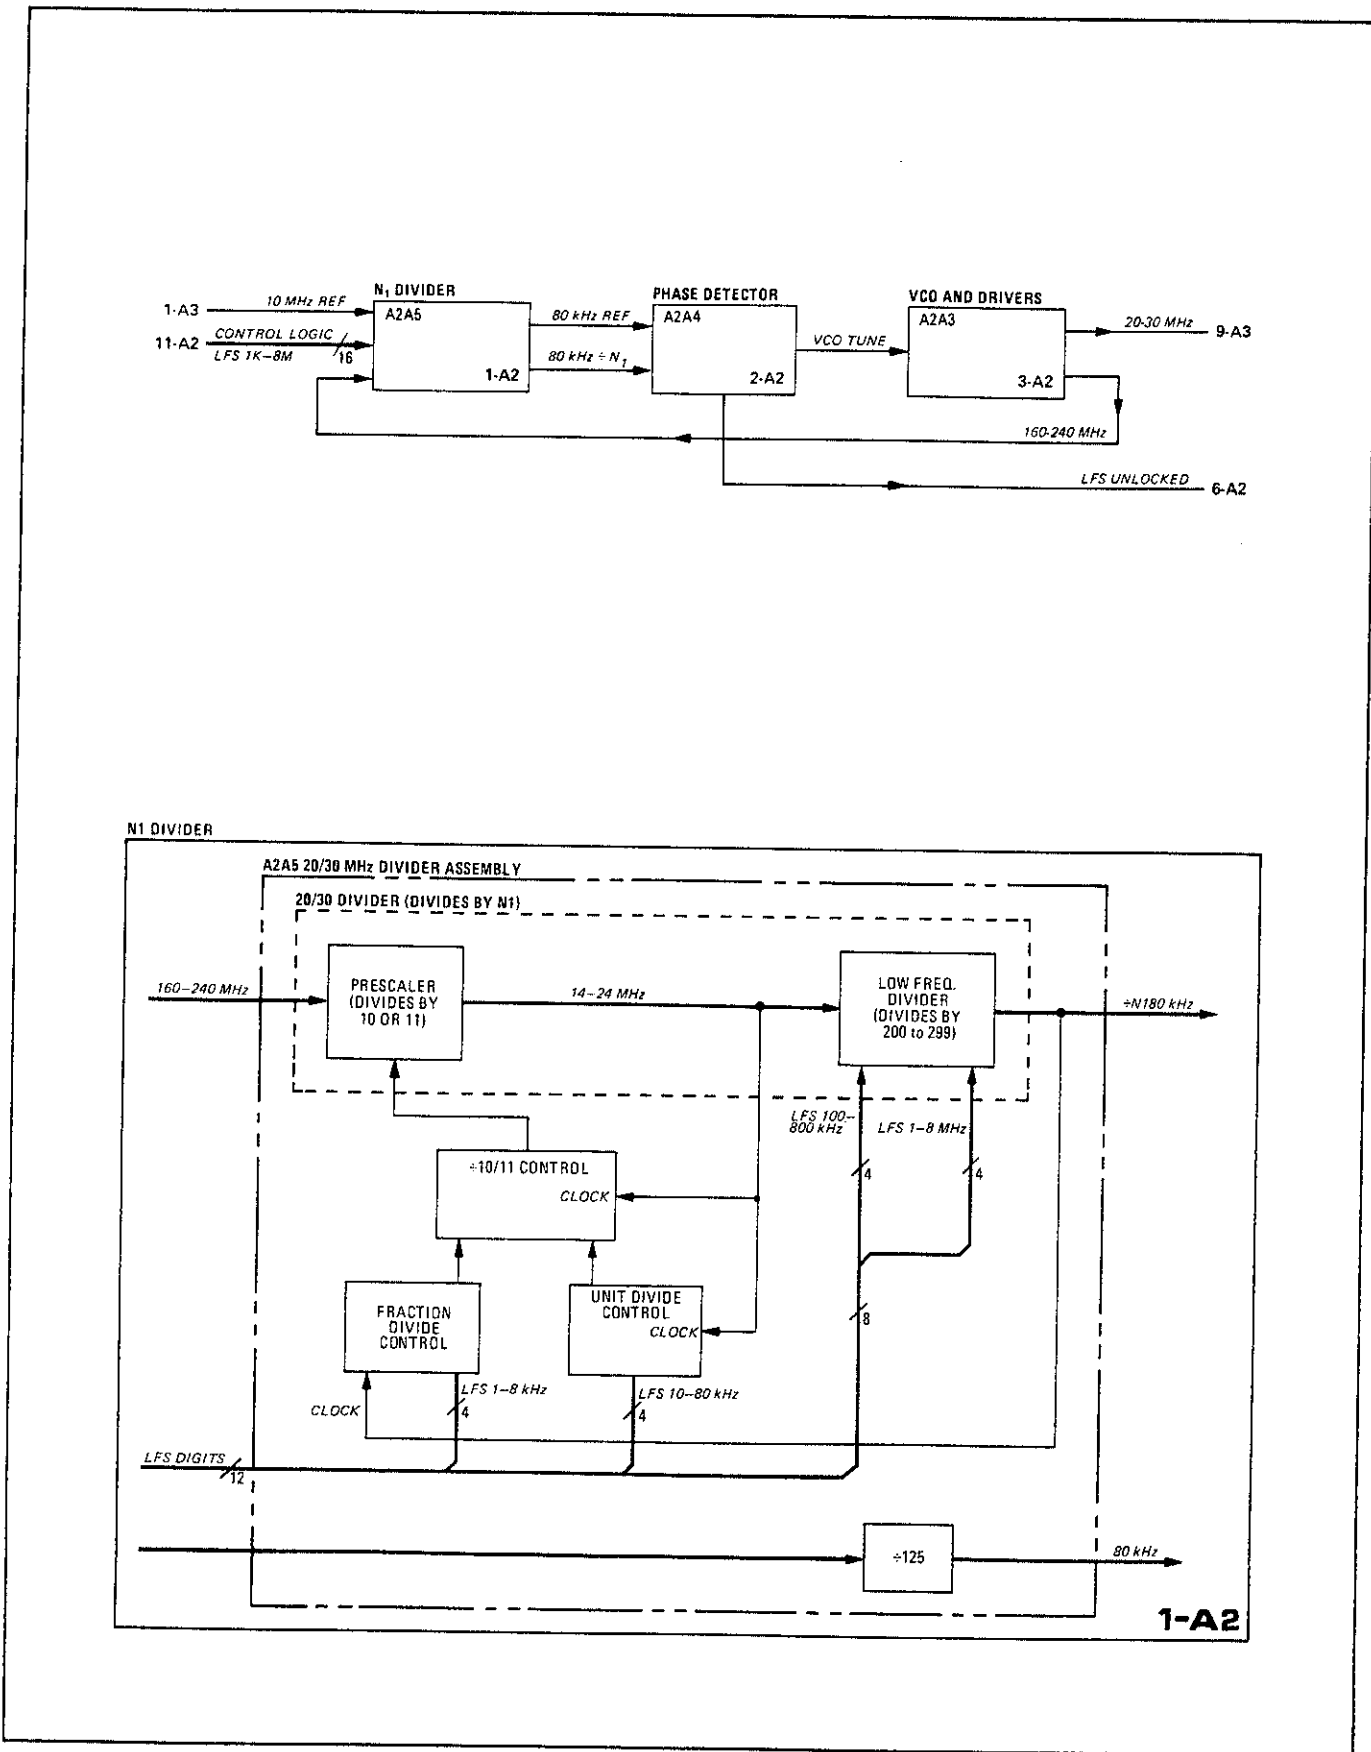 N₁ DIVIDER
PHASE DETECTOR
VCO AND DRIVERS
1-A3
10 MHz REF
A2A5
80 kHz REF
A2A4
A2A3
20-30 MHz
9-A3
11-A2
CONTROL LOGIC
LFS 1K-8M
16
VCO TUNE
80 kHz ÷ N₁
1-A2
2-A2
3-A2
160-240 MHz
LFS UNLOCKED
6-A2
N1 DIVIDER
A2A5 20/30 MHz DIVIDER ASSEMBLY
20/30 DIVIDER (DIVIDES BY N1)
160–240 MHz
PRESCALER
(DIVIDES BY
10 OR 11)
14–24 MHz
LOW FREQ.
DIVIDER
(DIVIDES BY
200 to 299)
÷N180 kHz
LFS 100–
800 kHz
LFS 1–8 MHz
4
4
÷10/11 CONTROL
CLOCK
FRACTION
DIVIDE
CONTROL
UNIT DIVIDE
CONTROL
CLOCK
8
CLOCK
LFS 1–8 kHz
4
LFS 10–80 kHz
4
LFS DIGITS
12
÷125
80 kHz
1-A2